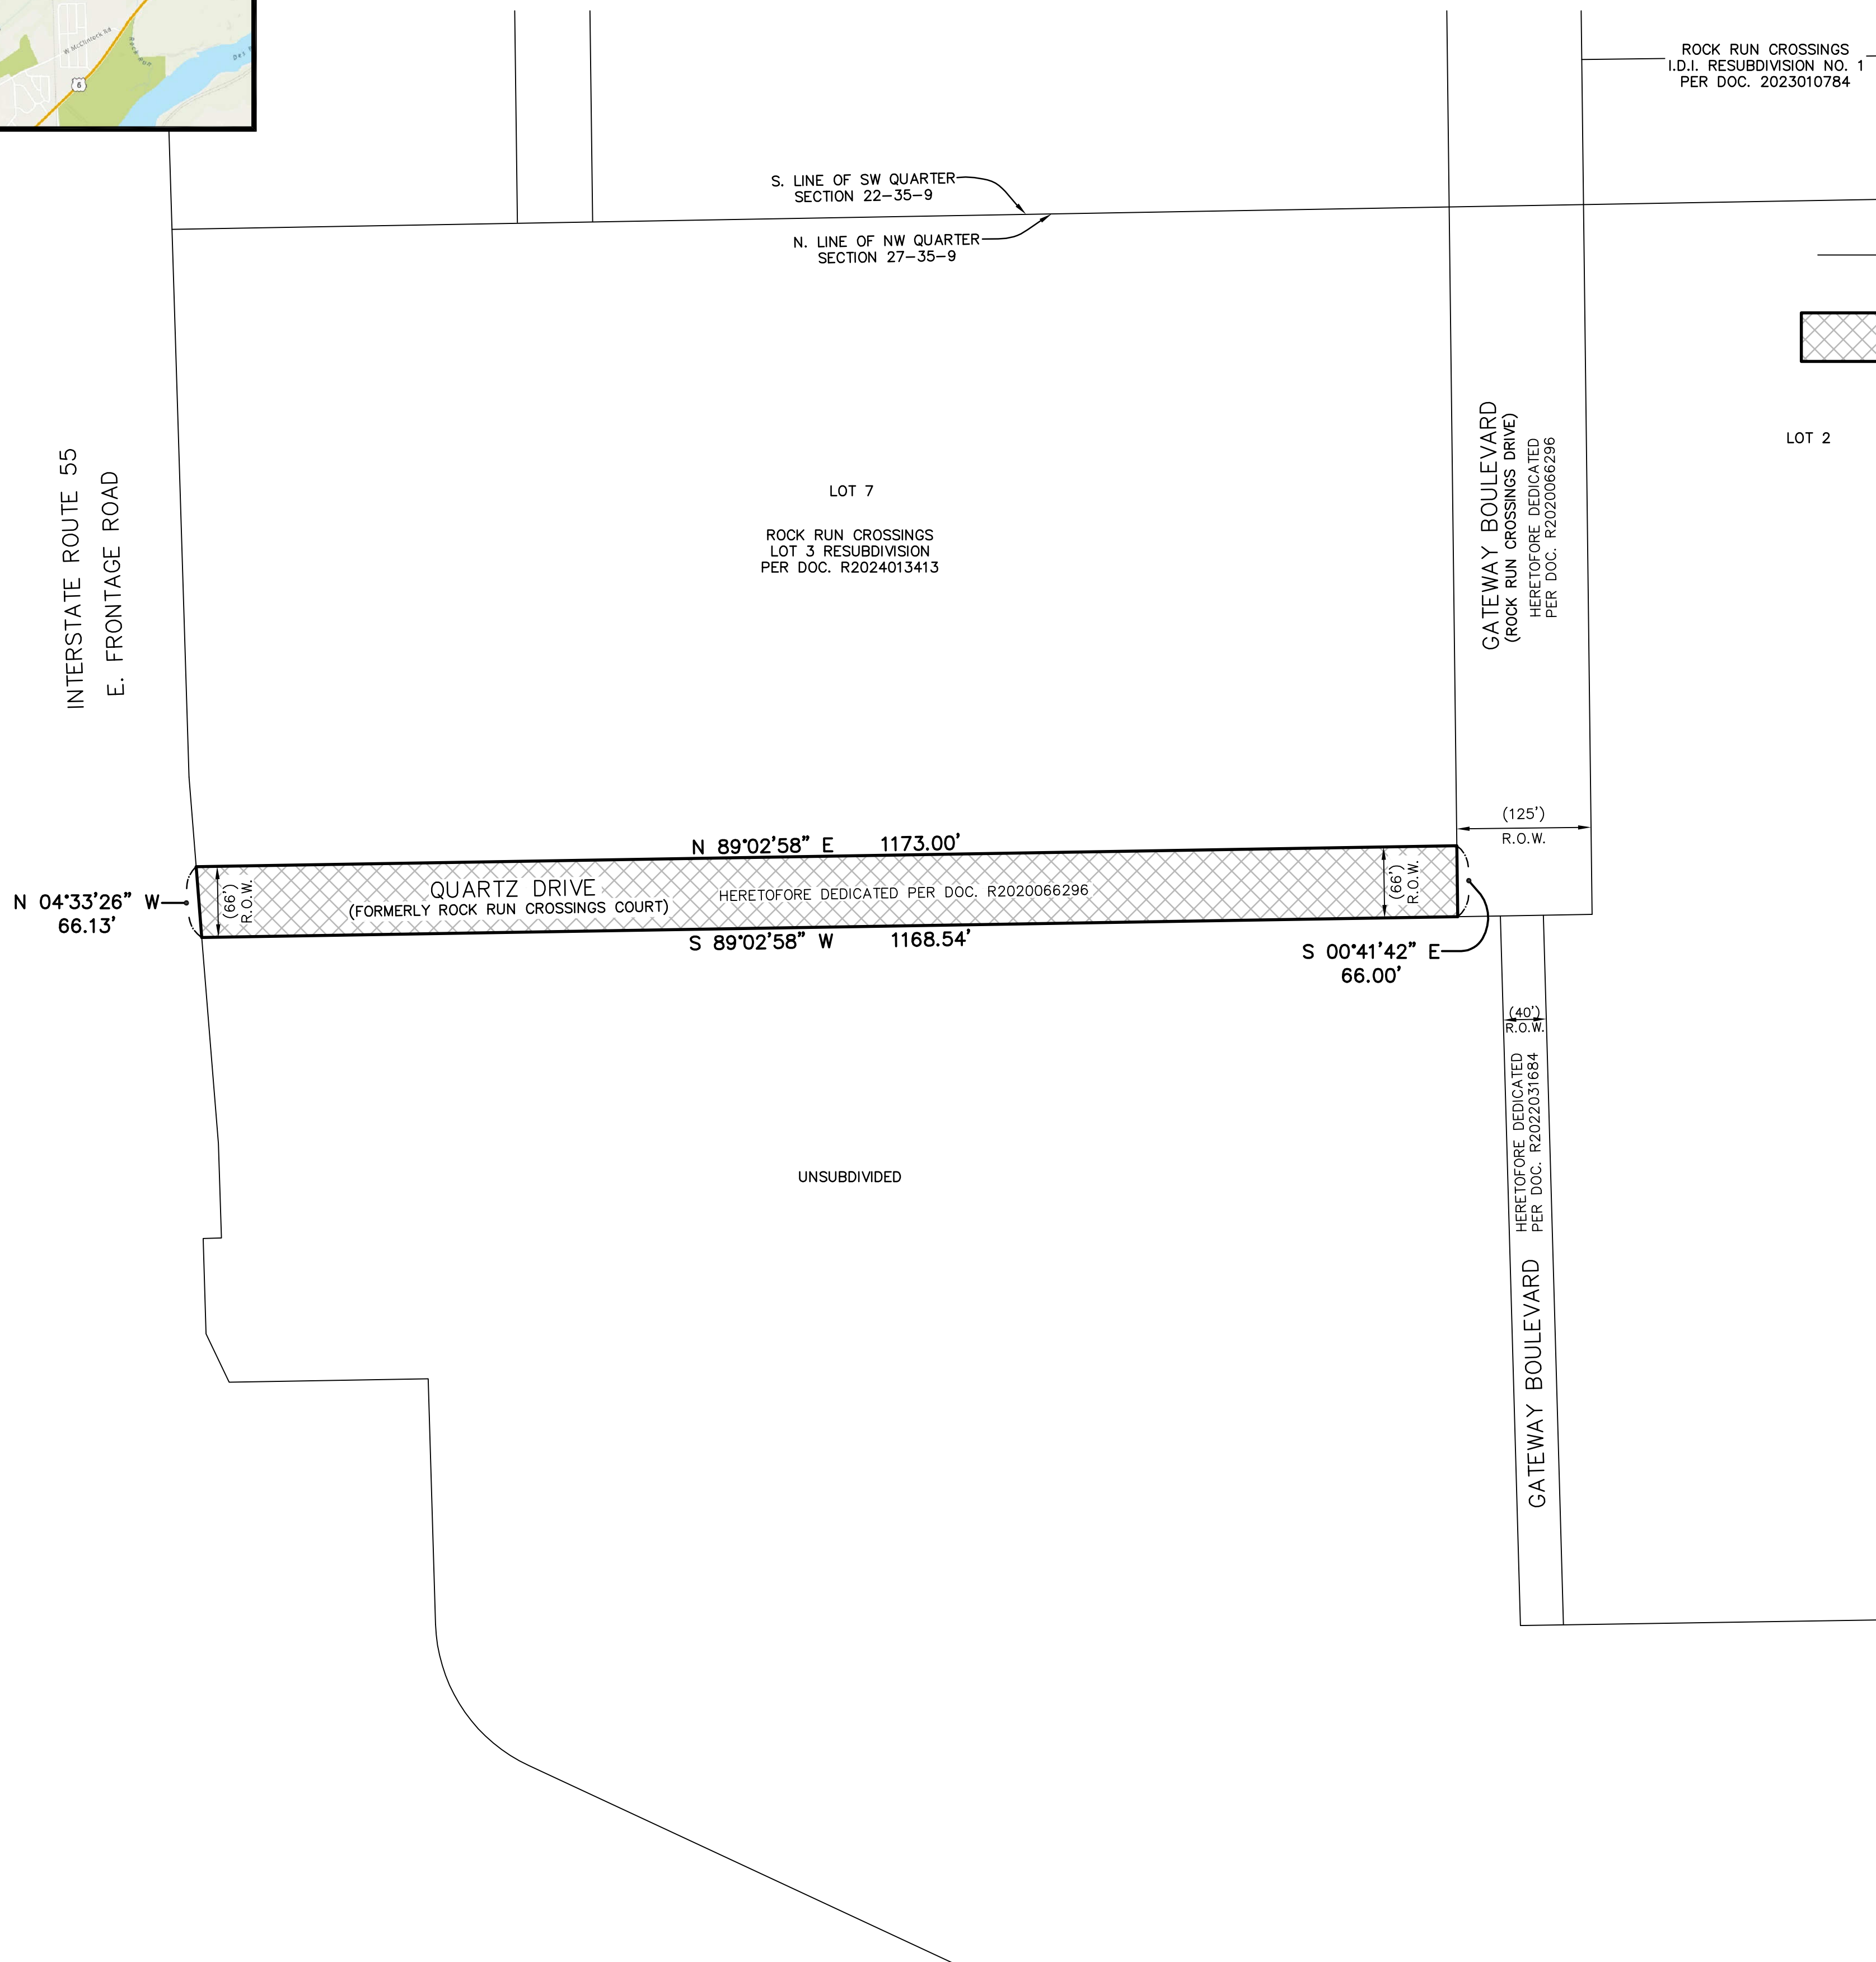 W McClintock Rd
6
ROCK RUN CROSSINGS
I.D.I. RESUBDIVISION NO. 1
PER DOC. 2023010784
S. LINE OF SW QUARTER
SECTION 22-35-9
N. LINE OF NW QUARTER
SECTION 27-35-9
INTERSTATE ROUTE 55
E. FRONTAGE ROAD
LOT 7
ROCK RUN CROSSINGS
LOT 3 RESUBDIVISION
PER DOC. R2024013413
GATEWAY BOULEVARD
(ROCK RUN CROSSINGS DRIVE)
HERETOFORE DEDICATED
PER DOC. R2020066296
LOT 2
(125')
R.O.W.
N 89°02'58" E 1173.00'
N 04°33'26" W
66.13'
(66')
R.O.W.
QUARTZ DRIVE
(FORMERLY ROCK RUN CROSSINGS COURT)
HERETOFORE DEDICATED PER DOC. R2020066296
(66')
R.O.W.
S 89°02'58" W 1168.54'
S 00°41'42" E
66.00'
(40')
R.O.W.
HERETOFORE DEDICATED
PER DOC. R2022031684
GATEWAY BOULEVARD
UNSUBDIVIDED